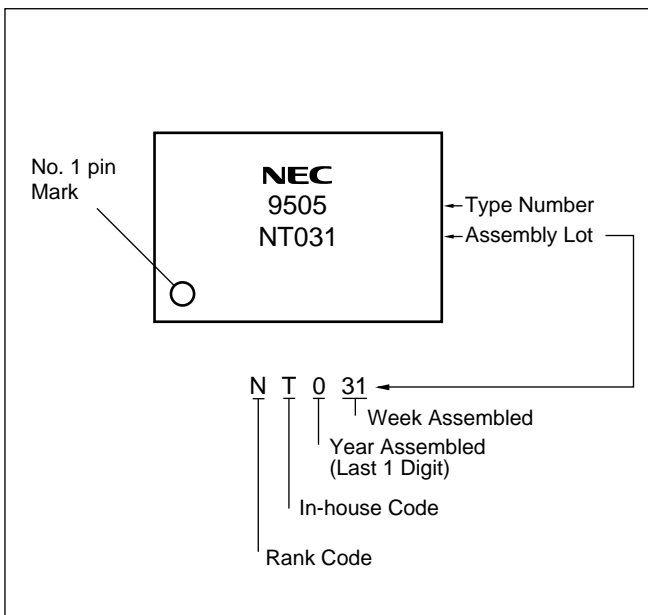 No. 1 pin
Mark
NEC
9505
NT031
Type Number
Assembly Lot
N T 0 31
Week Assembled
Year Assembled
(Last 1 Digit)
In-house Code
Rank Code